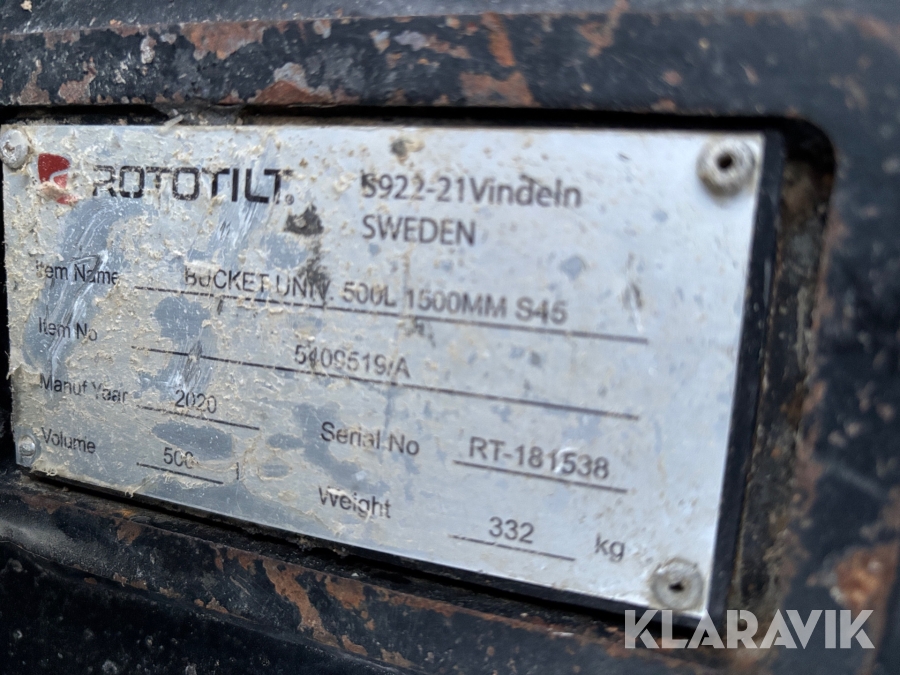 ROTOTILT®
S922-21Vindeln
SWEDEN
Item Name BUCKET UNIV. 500L 1500MM S45
Item No 5409519/A
Manuf Year 2020
Serial No RT-181538
Volume 500 l
Weight 332 kg
KLARAVIK